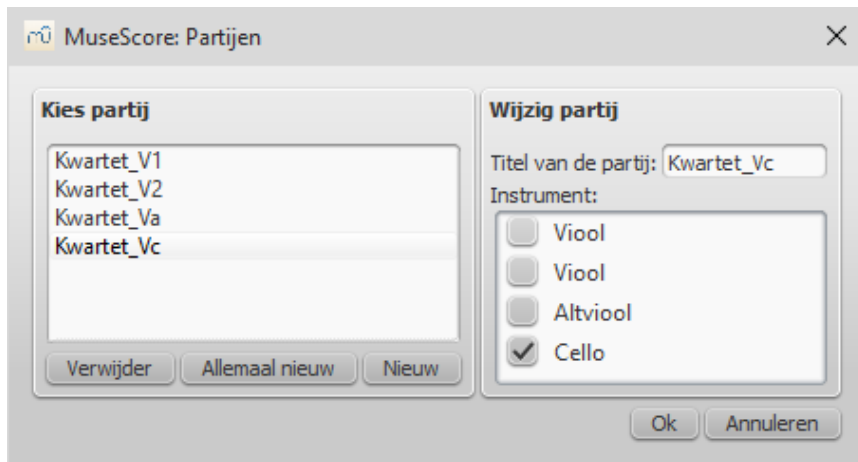 MuseScore: Partijen
Kies partij
Kwartet_V1
Kwartet_V2
Kwartet_Va
Kwartet_Vc
Verwijder Allemaal nieuw Nieuw
Wijzig partij
Titel van de partij: Kwartet_Vc
Instrument:
Viool
Viool
Altviool
Cello
Ok Annuleren